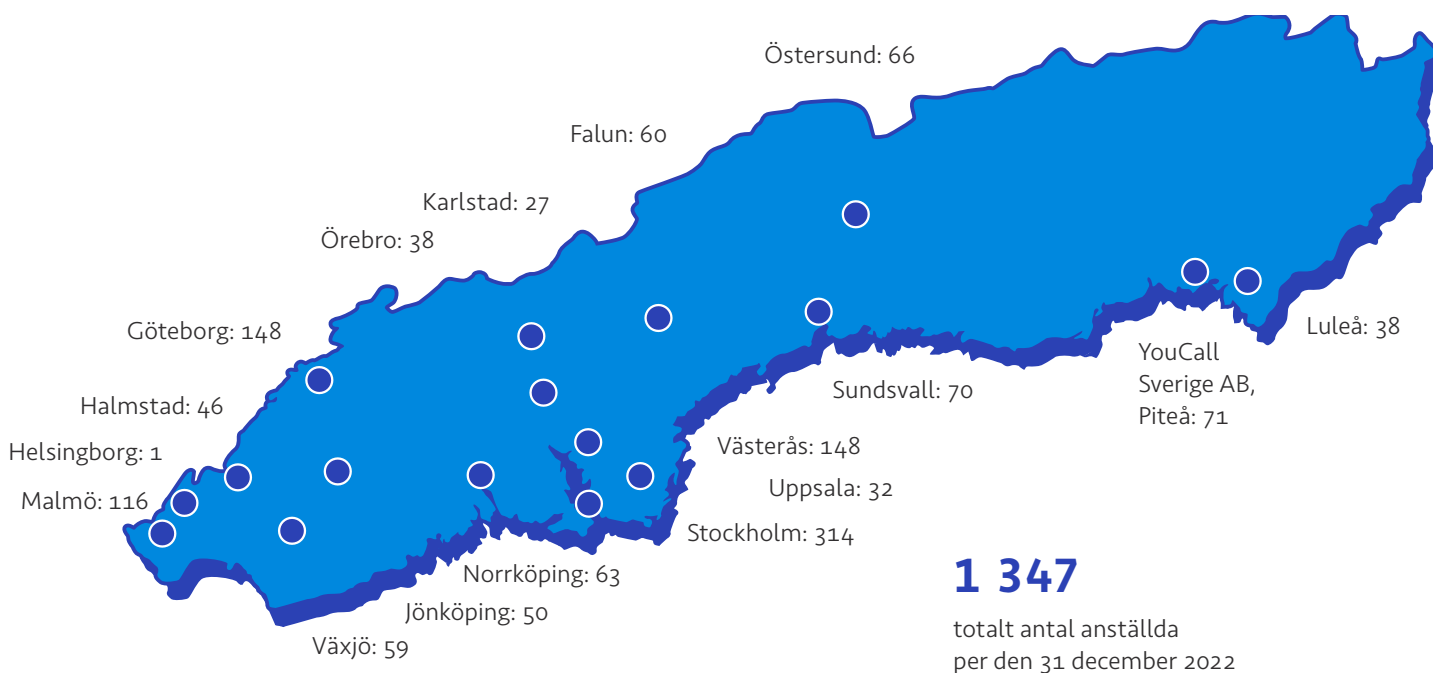 Östersund: 66
Falun: 60
Karlstad: 27
Örebro: 38
Göteborg: 148
Halmstad: 46
Helsingborg: 1
Malmö: 116
Luleå: 38
YouCall
Sverige AB,
Piteå: 71
Sundsvall: 70
Västerås: 148
Uppsala: 32
Stockholm: 314
Norrköping: 63
Jönköping: 50
Växjö: 59
1 347
totalt antal anställda
per den 31 december 2022